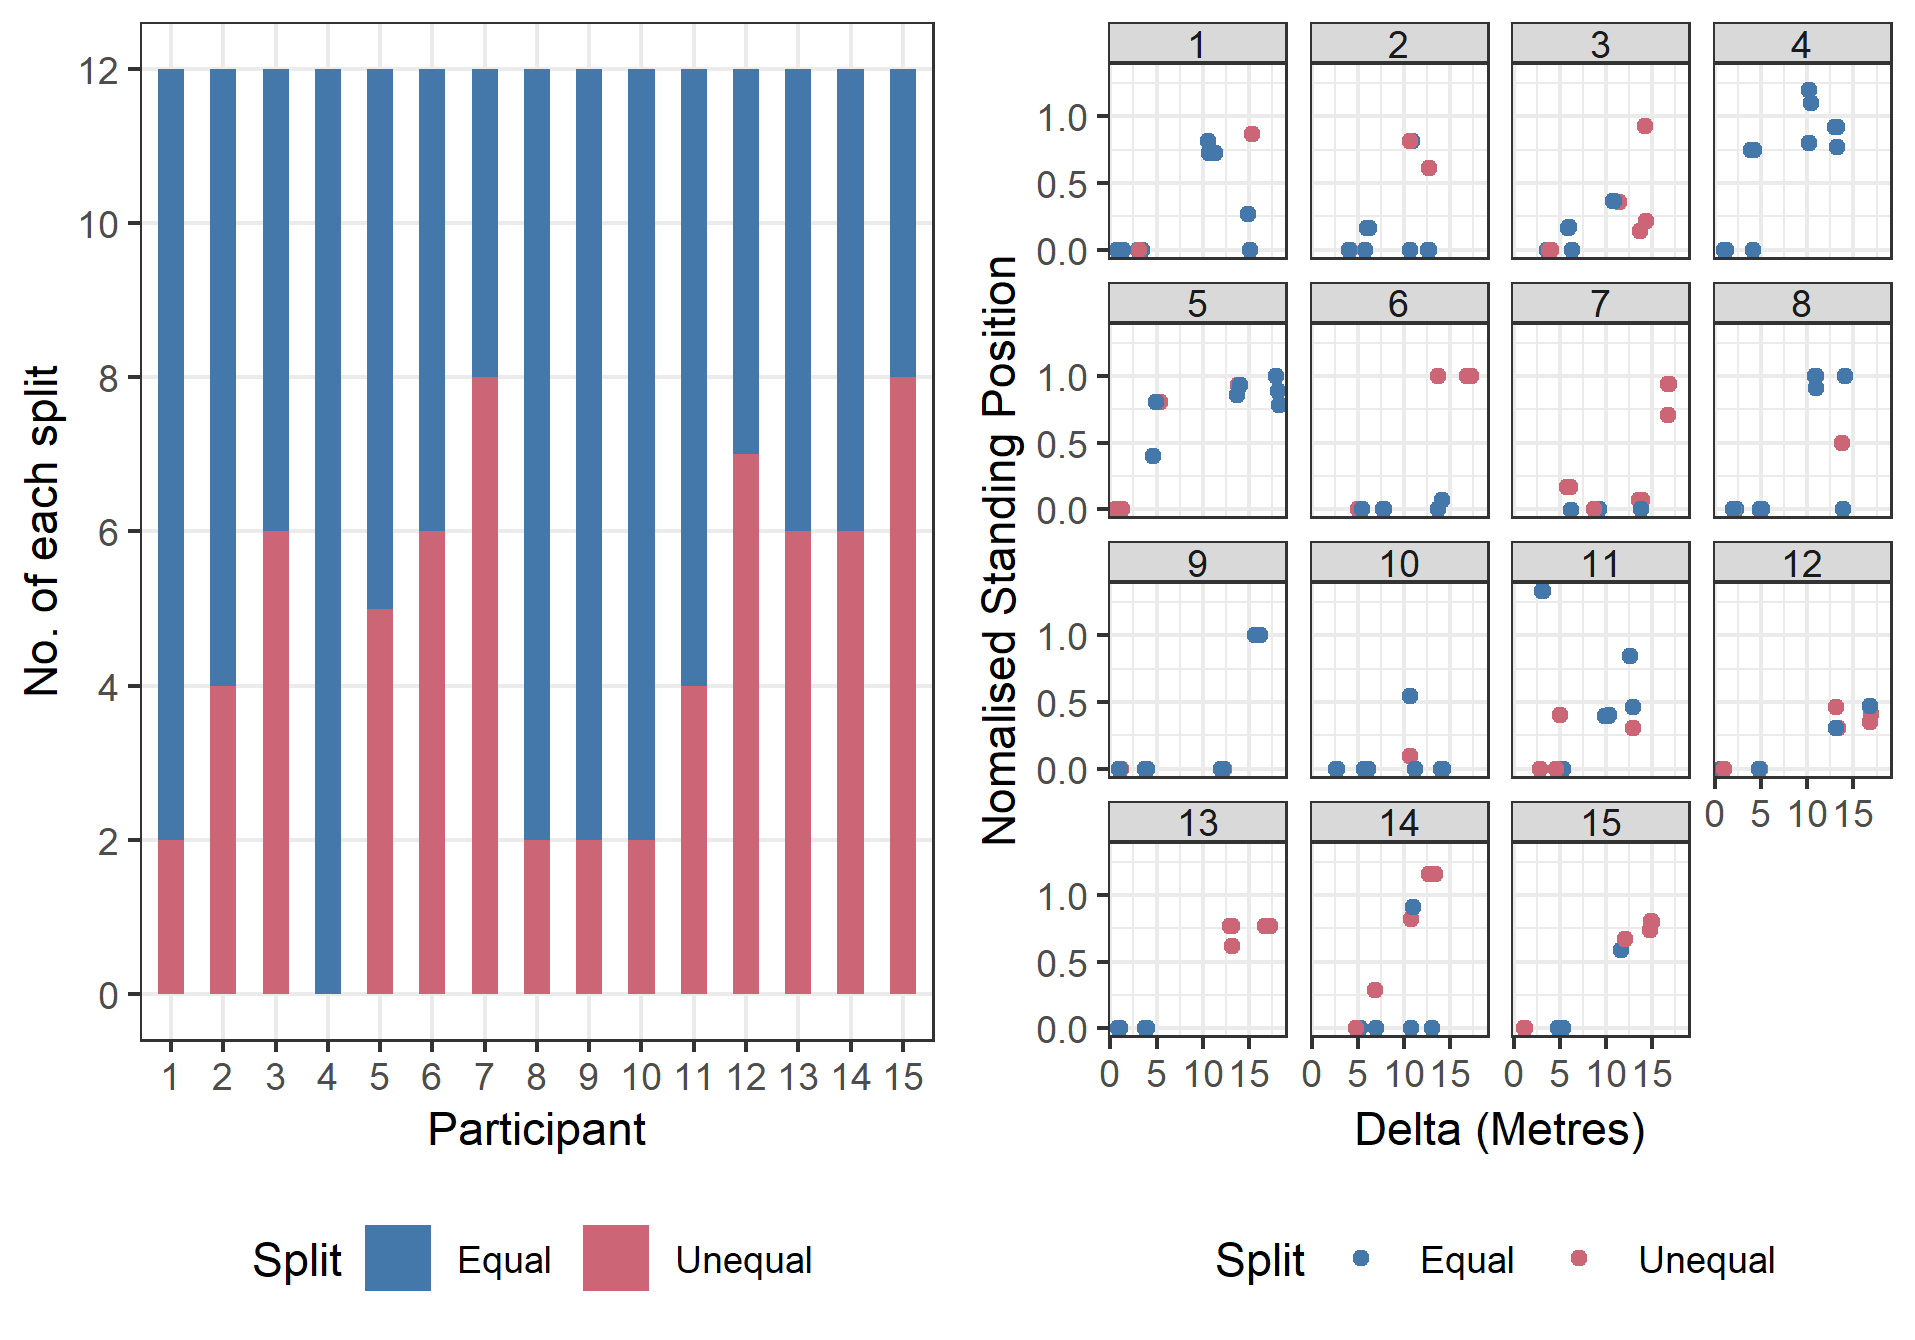 No. of each split
12
10
8
6
4
2
0
1 2 3 4 5 6 7 8 9 10 11 12 13 14 15
Participant
Split Equal Unequal
Nomalised Standing Position
1 2 3 4
1.0
0.5
0.0
5 6 7 8
1.0
0.5
0.0
9 10 11 12
1.0
0.5
0.0
0 5 10 15
13 14 15
1.0
0.5
0.0
0 5 10 15 0 5 10 15 0 5 10 15
Delta (Metres)
Split Equal Unequal